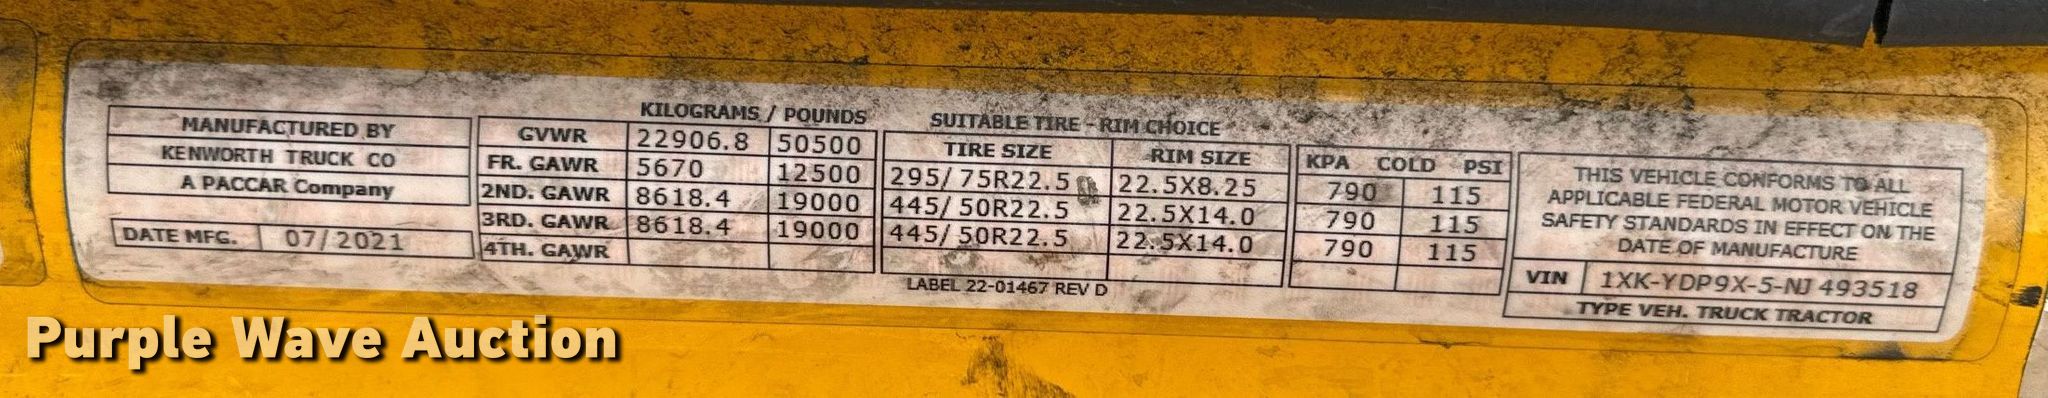 MANUFACTURED BY
KENWORTH TRUCK CO
A PACCAR Company
DATE MFG. 07/2021
KILOGRAMS / POUNDS
GVWR 22906.8 50500
FR. GAWR 5670 12500
2ND. GAWR 8618.4 19000
3RD. GAWR 8618.4 19000
4TH. GAWR
SUITABLE TIRE - RIM CHOICE
TIRE SIZE RIM SIZE
295/75R22.5 22.5X8.25
445/50R22.5 22.5X14.0
445/50R22.5 22.5X14.0
KPA COLD PSI
790 115
790 115
790 115
LABEL 22-01467 REV D
THIS VEHICLE CONFORMS TO ALL
APPLICABLE FEDERAL MOTOR VEHICLE
SAFETY STANDARDS IN EFFECT ON THE
DATE OF MANUFACTURE
VIN 1XK-YDP9X-5-NJ 493518
TYPE VEH. TRUCK TRACTOR
Purple Wave Auction